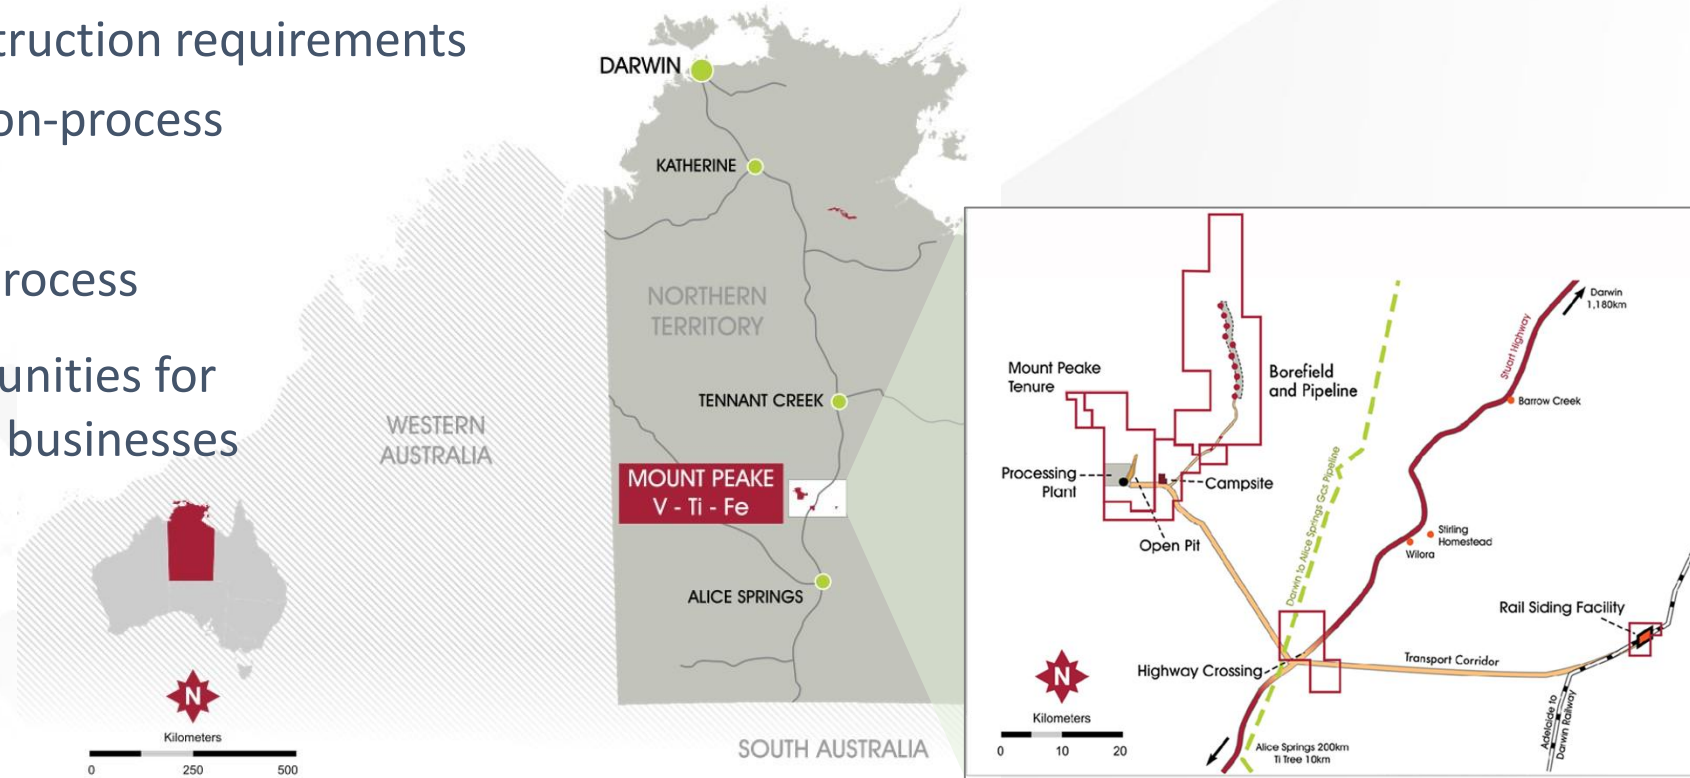 truction requirements
on-process
rocess
unities for
businesses
DARWIN
KATHERINE
NORTHERN
TERRITORY
TENNANT CREEK
WESTERN
AUSTRALIA
MOUNT PEAKE
V - Ti - Fe
ALICE SPRINGS
SOUTH AUSTRALIA
N
Kilometers
0 250 500
Darwin
1,180km
Stuart Highway
Mount Peake
Tenure
Borefield
and Pipeline
Barrow Creek
Processing
Plant
Campsite
Open Pit
Darwin to Alice Springs Gas Pipeline
Stirling
Homestead
Wilora
Rail Siding Facility
Highway Crossing
Transport Corridor
Adelaide to
Darwin Railway
N
Kilometers
0 10 20
Alice Springs 200km
Ti Tree 10km